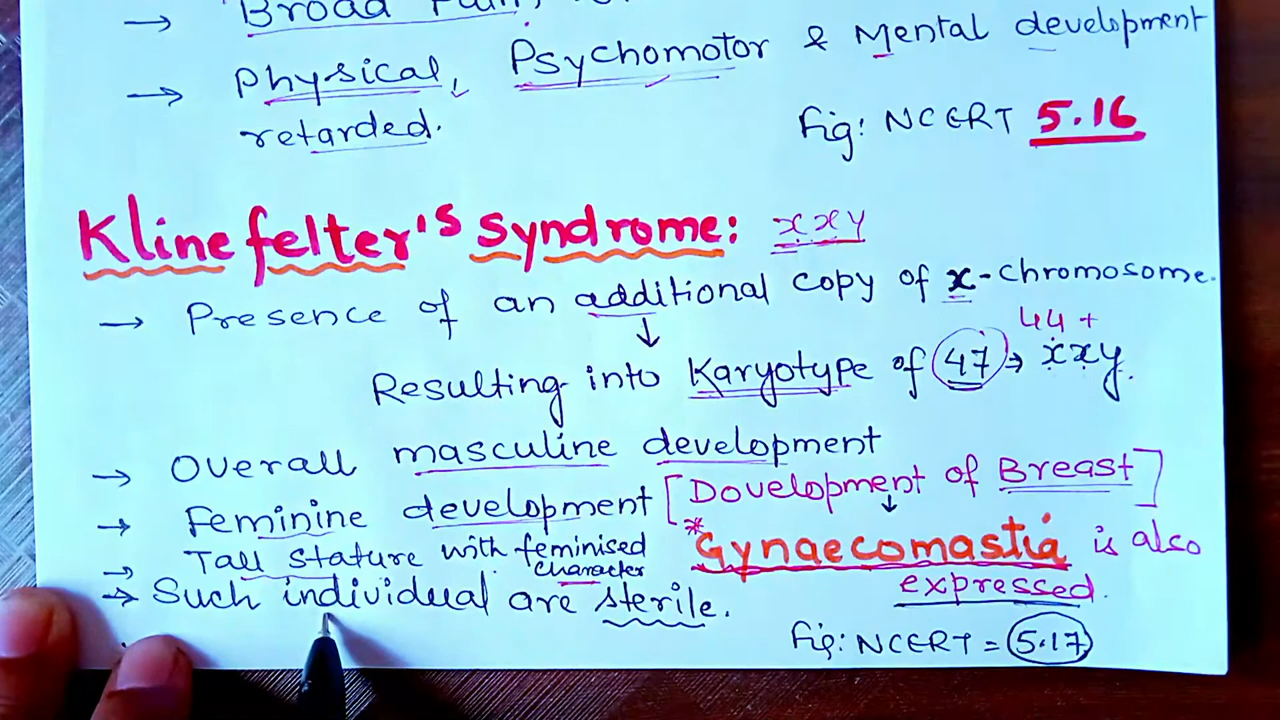 → Broad
→ Physical, Psychomotor & Mental development
retarded.
Fig: NCERT 5.16
Klinefelter's Syndrome: XXY
→ Presence of an additional copy of X-chromosome.
↓ 44 +
Resulting into Karyotype of 47 → XXY.
→ Overall masculine development
→ Feminine development [Dovelopment of Breast]
↓
→ Tall stature with feminised character
*Gynaecomastia is also
expressed.
→ Such individual are sterile.
Fig: NCERT = 5.17